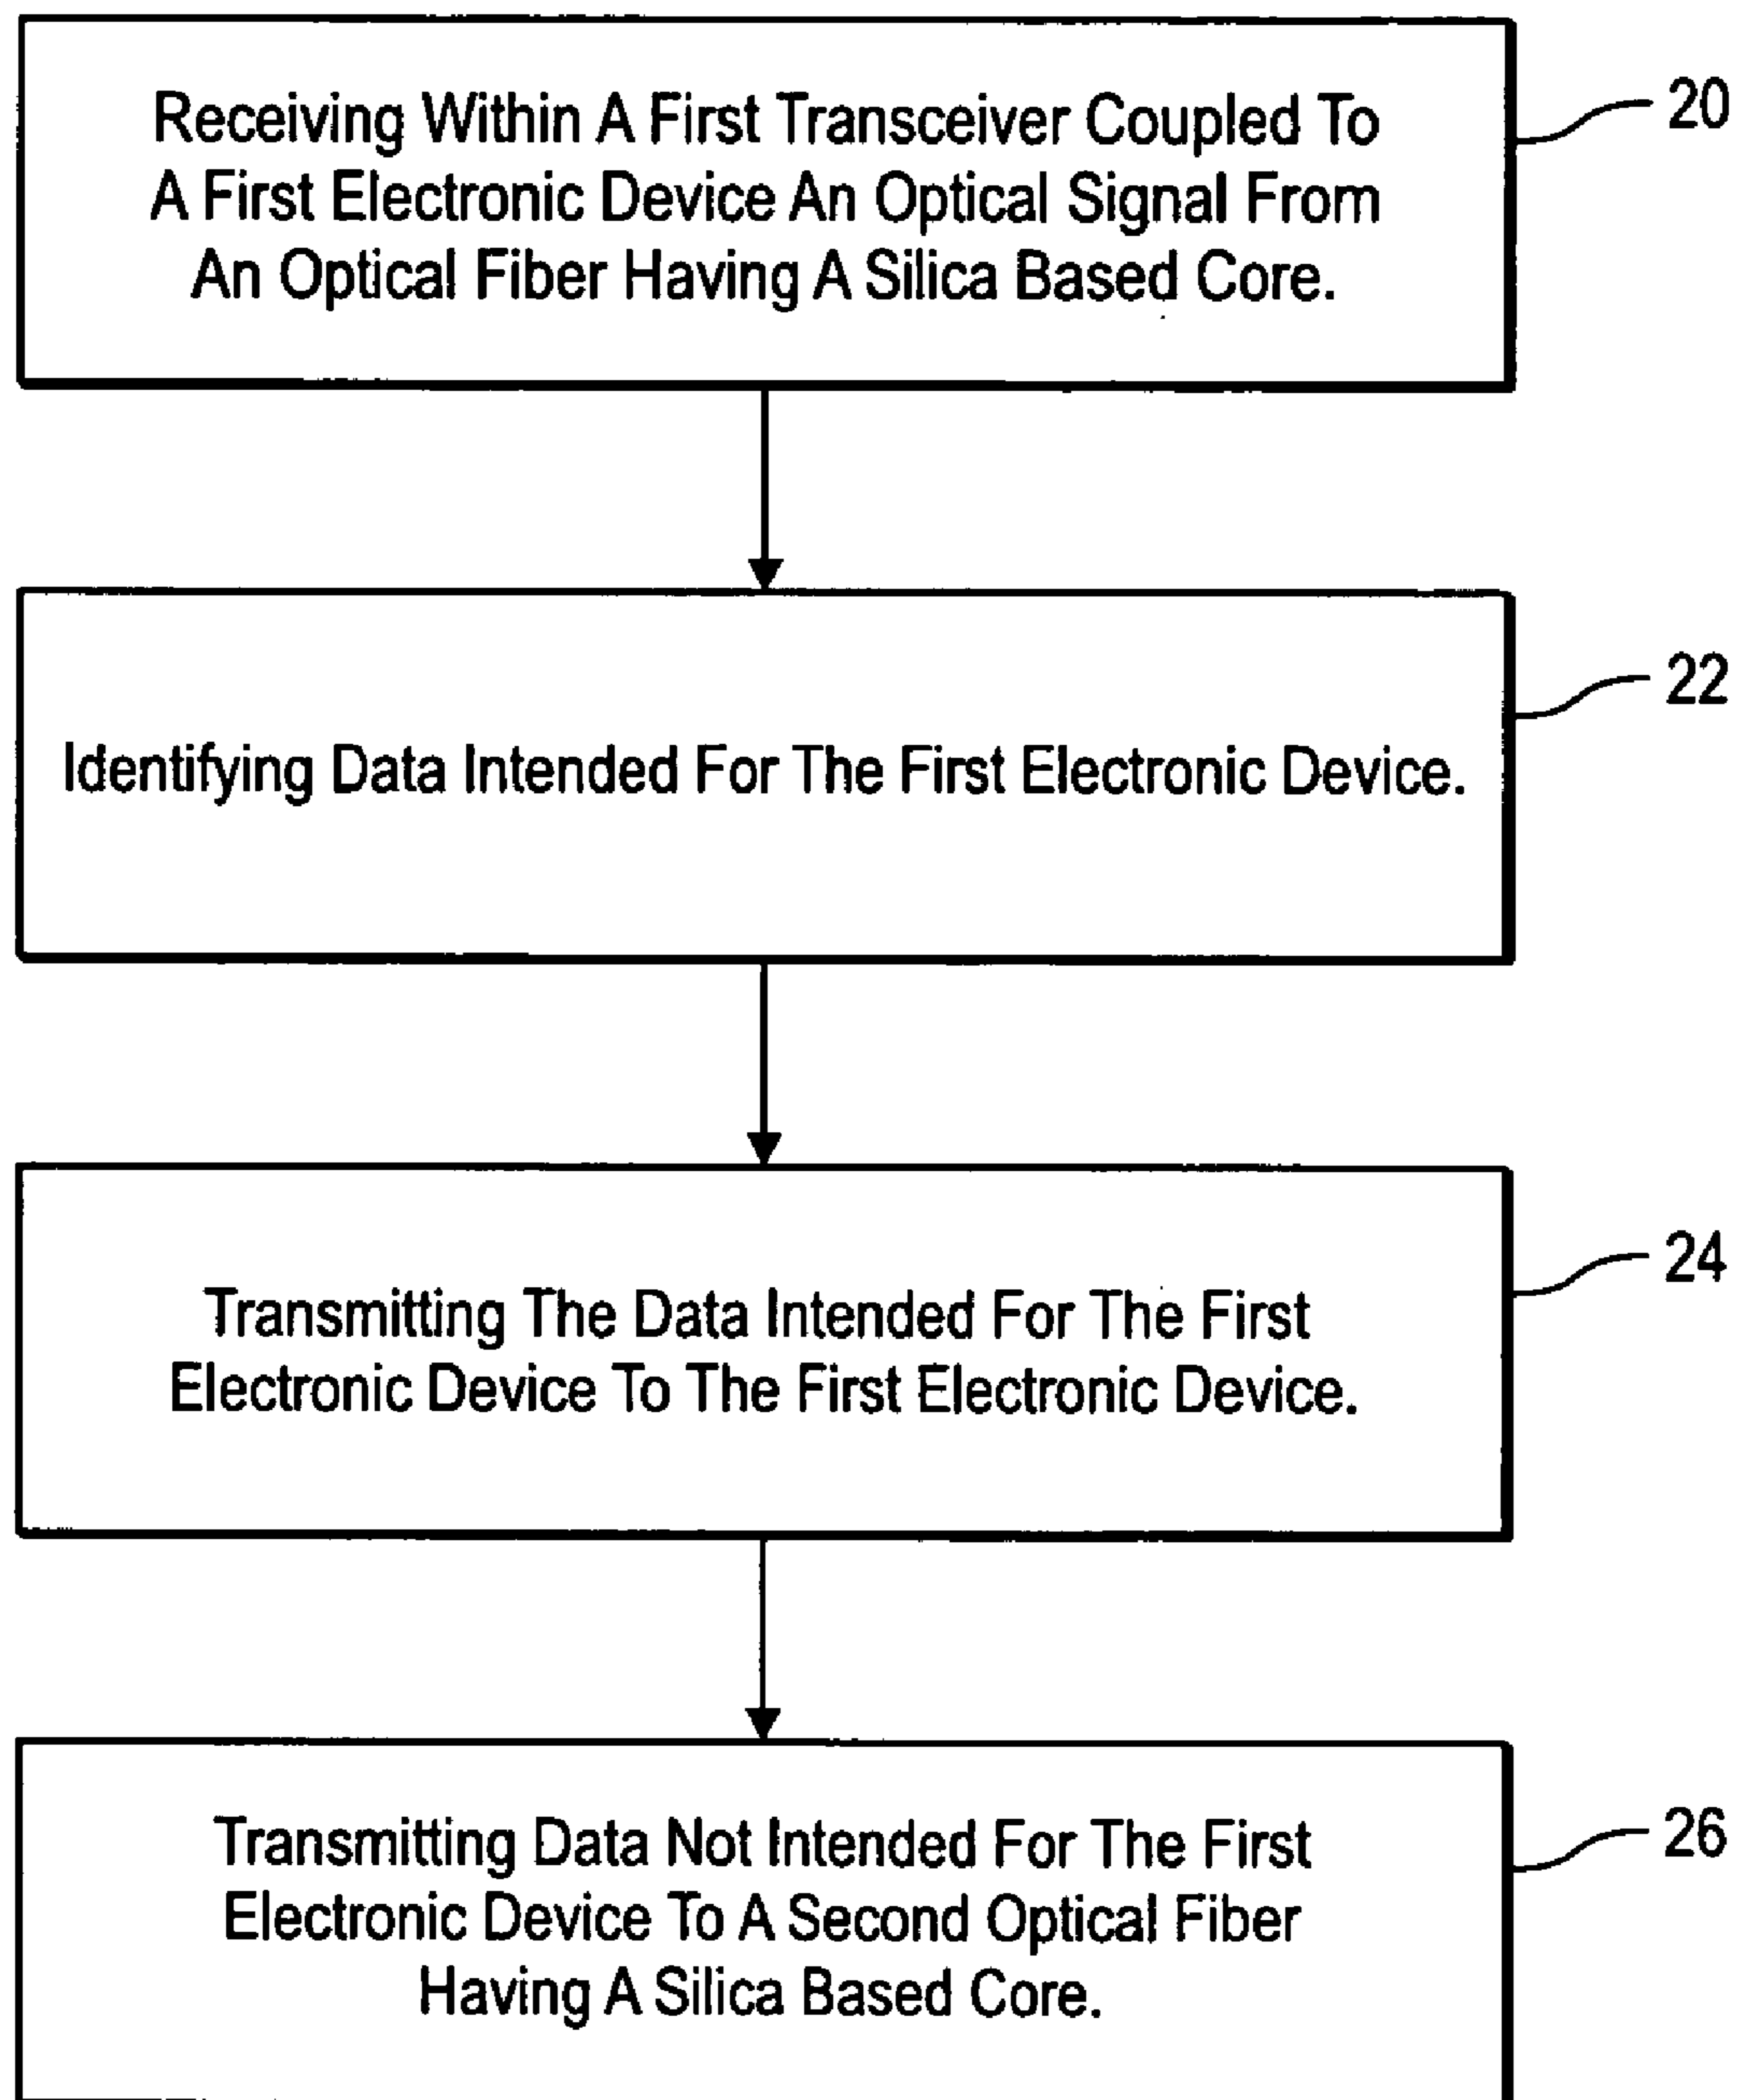 Receiving Within A First Transceiver Coupled To
A First Electronic Device An Optical Signal From
An Optical Fiber Having A Silica Based Core.
20
Identifying Data Intended For The First Electronic Device.
22
Transmitting The Data Intended For The First
Electronic Device To The First Electronic Device.
24
Transmitting Data Not Intended For The First
Electronic Device To A Second Optical Fiber
Having A Silica Based Core.
26